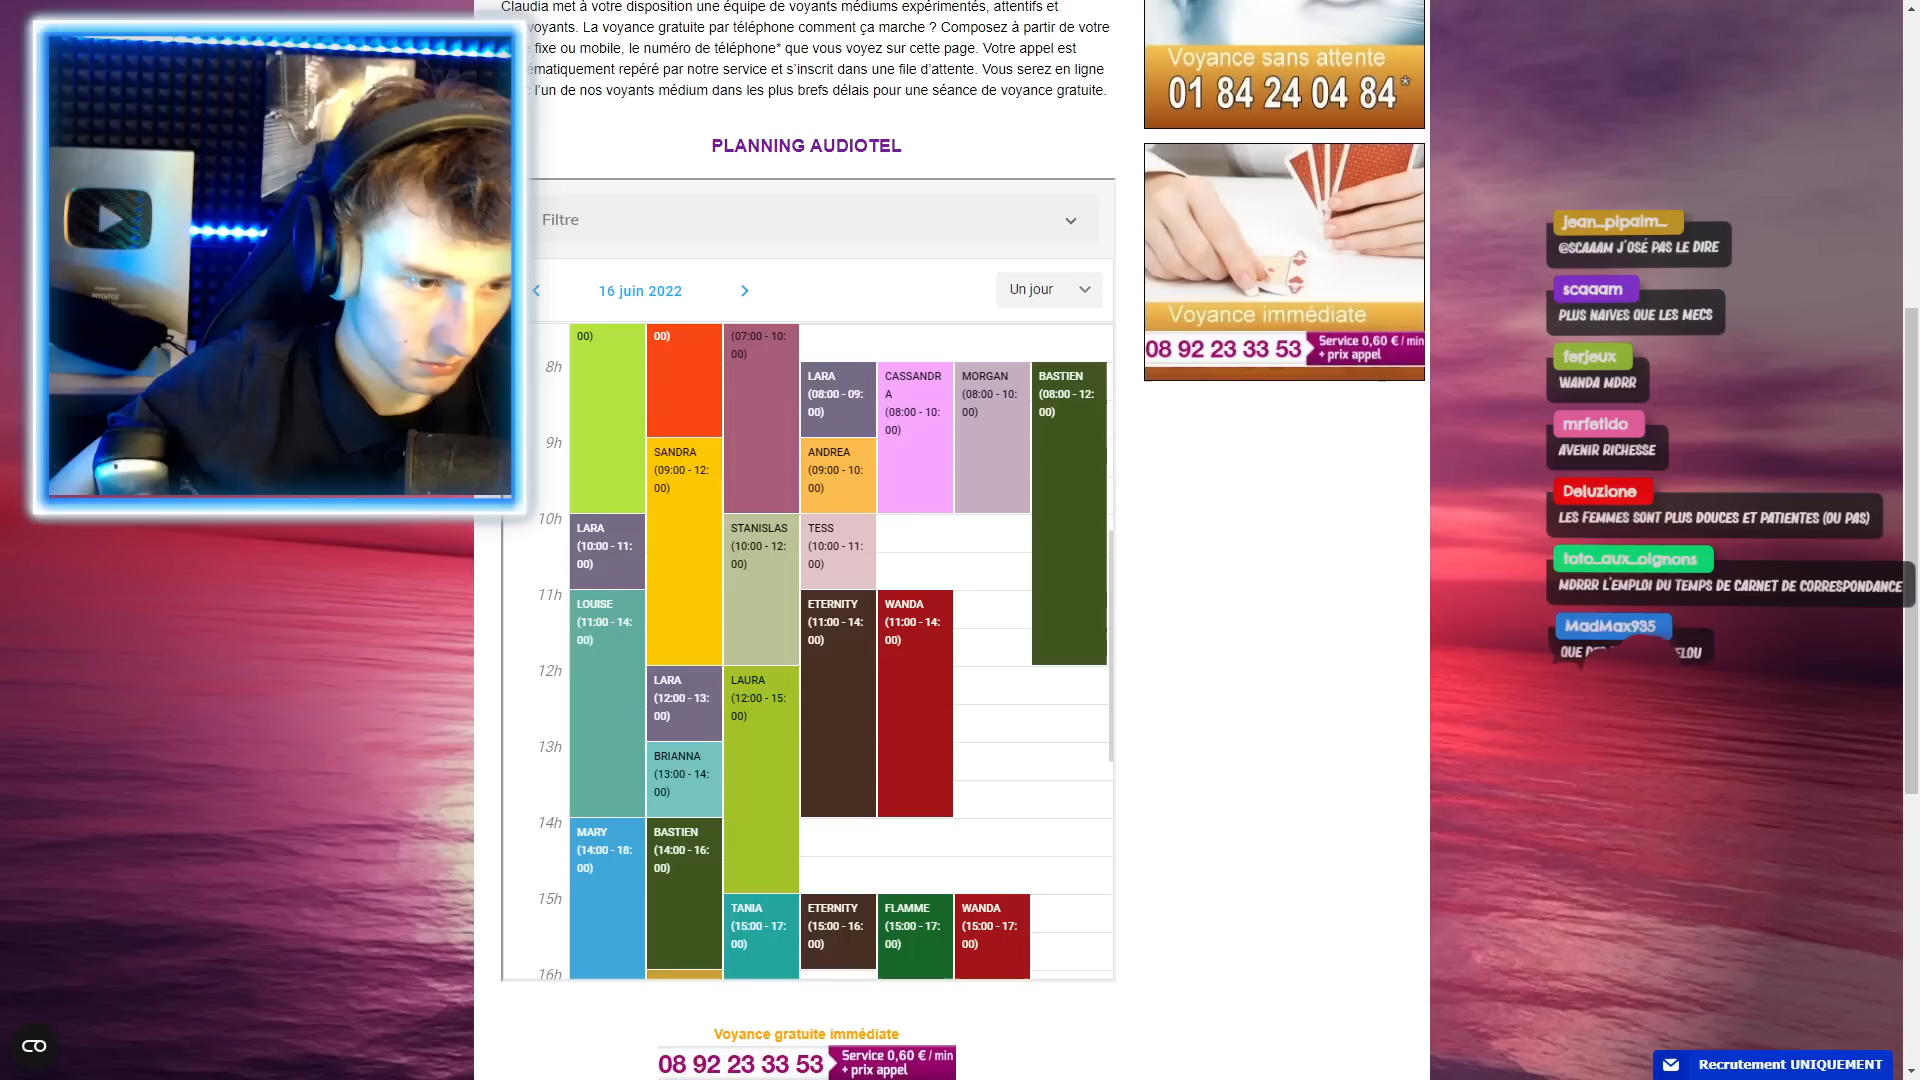 Claudia met à votre disposition une équipe de voyants médiums expérimentés, attentifs et
voyants. La voyance gratuite par téléphone comment ça marche ? Composez à partir de votre
fixe ou mobile, le numéro de téléphone* que vous voyez sur cette page. Votre appel est
ématiquement repéré par notre service et s'inscrit dans une file d'attente. Vous serez en ligne
l'un de nos voyants médium dans les plus brefs délais pour une séance de voyance gratuite.
PLANNING AUDIOTEL
Filtre
16 juin 2022
Un jour
00)
00)
(07:00 - 10:
00)
8h
LARA
(08:00 - 09:
00)
CASSANDR
A
(08:00 - 10:
00)
MORGAN
(08:00 - 10:
00)
BASTIEN
(08:00 - 12:
00)
9h
SANDRA
(09:00 - 12:
00)
ANDREA
(09:00 - 10:
00)
10h
LARA
(10:00 - 11:
00)
STANISLAS
(10:00 - 12:
00)
TESS
(10:00 - 11:
00)
11h
LOUISE
(11:00 - 14:
00)
ETERNITY
(11:00 - 14:
00)
WANDA
(11:00 - 14:
00)
12h
LARA
(12:00 - 13:
00)
LAURA
(12:00 - 15:
00)
13h
BRIANNA
(13:00 - 14:
00)
14h
MARY
(14:00 - 18:
00)
BASTIEN
(14:00 - 16:
00)
15h
TANIA
(15:00 - 17:
00)
ETERNITY
(15:00 - 16:
00)
FLAMME
(15:00 - 17:
00)
WANDA
(15:00 - 17:
00)
16h
Voyance gratuite immédiate
08 92 23 33 53
Service 0,60 € / min
+ prix appel
Voyance sans attente
01 84 24 04 84*
Voyance immédiate
08 92 23 33 53
Service 0,60 € / min
+ prix appel
jean_pipaim_
@SCAAAM J'OSÉ PAS LE DIRE
scaaam
PLUS NAIVES QUE LES MECS
ferjeux
WANDA MDRR
mrfetido
AVENIR RICHESSE
Deluzione
LES FEMMES SONT PLUS DOUCES ET PATIENTES (OU PAS)
toto_aux_oignons
MDRRR L'EMPLOI DU TEMPS DE CARNET DE CORRESPONDANCE
MadMax935
QUE
Recrutement UNIQUEMENT